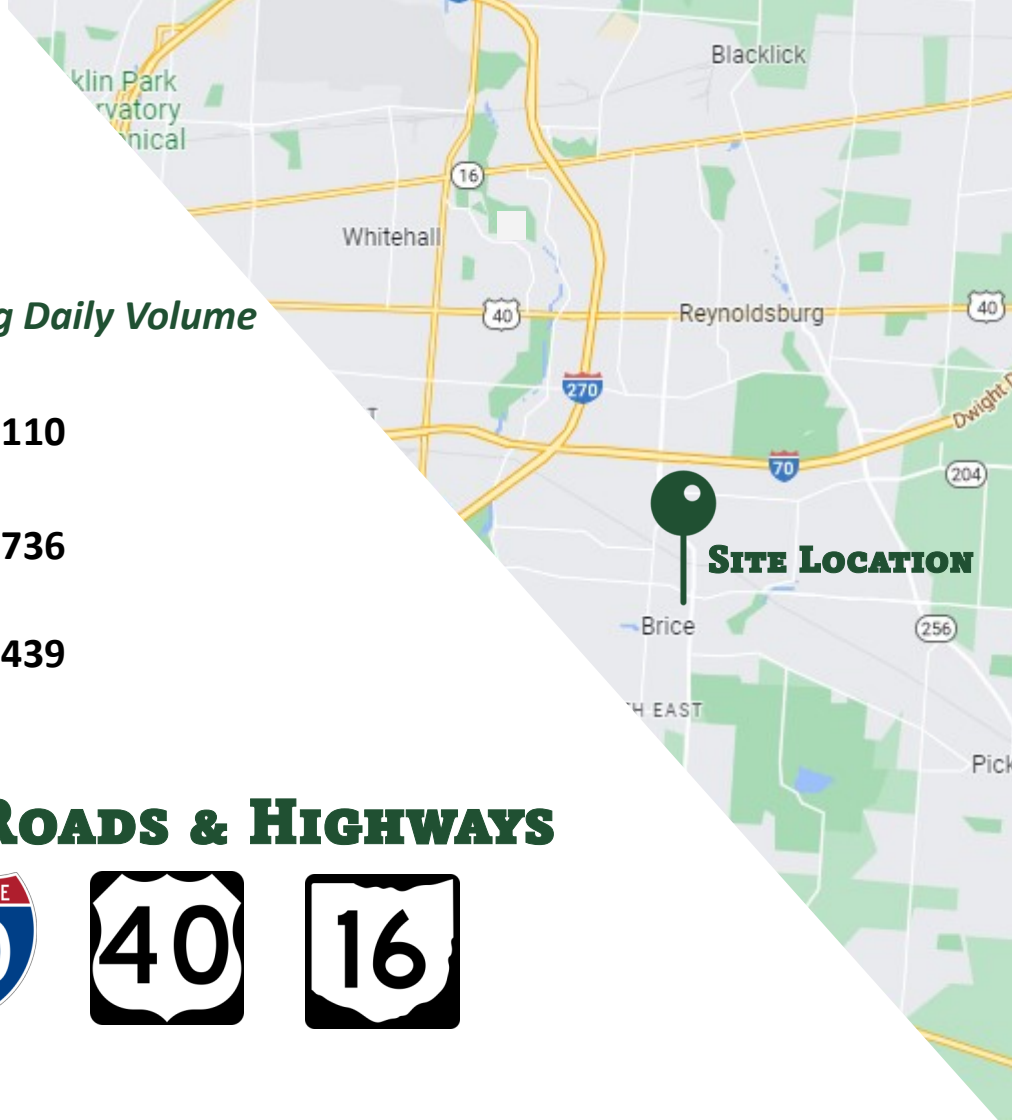 Blacklick
klin Park
rvatory
nical
16
Whitehall
g Daily Volume
40
Reynoldsburg
40
270
Dwight
110
70
204
736
SITE LOCATION
Brice
256
439
H EAST
Pick
ROADS & HIGHWAYS
E
40
16